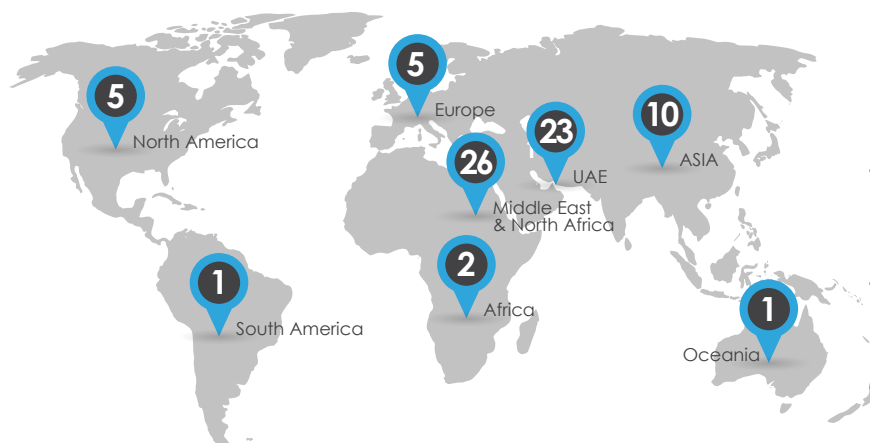 5
North America
5
Europe
23
UAE
10
ASIA
26
Middle East
& North Africa
2
Africa
1
South America
1
Oceania